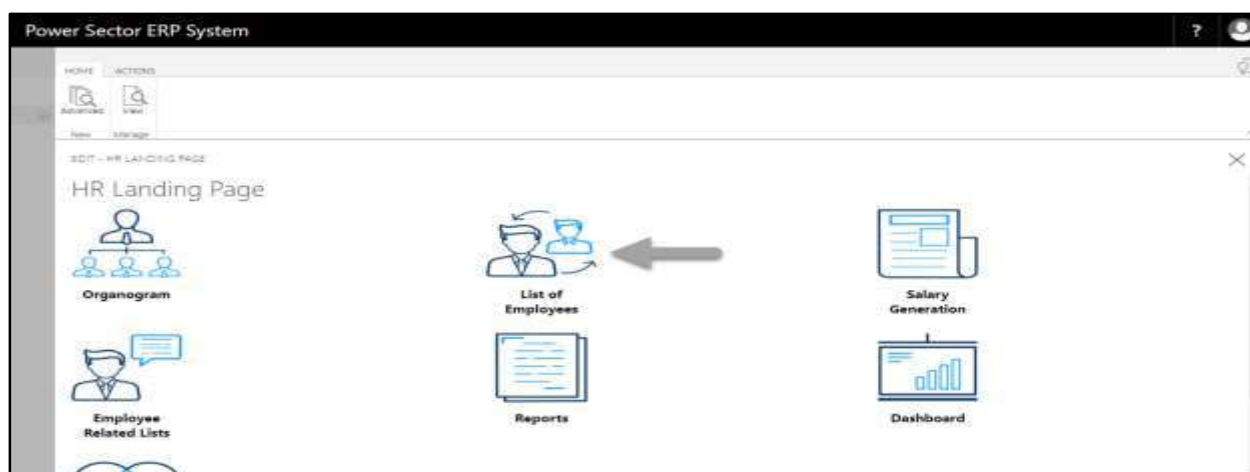 Power Sector ERP System
?
HOME ACTIONS
Advanced View
New Manage
EDIT - HR LANDING PAGE
HR Landing Page
Organogram
List of
Employees
Salary
Generation
Employee
Related Lists
Reports
Dashboard